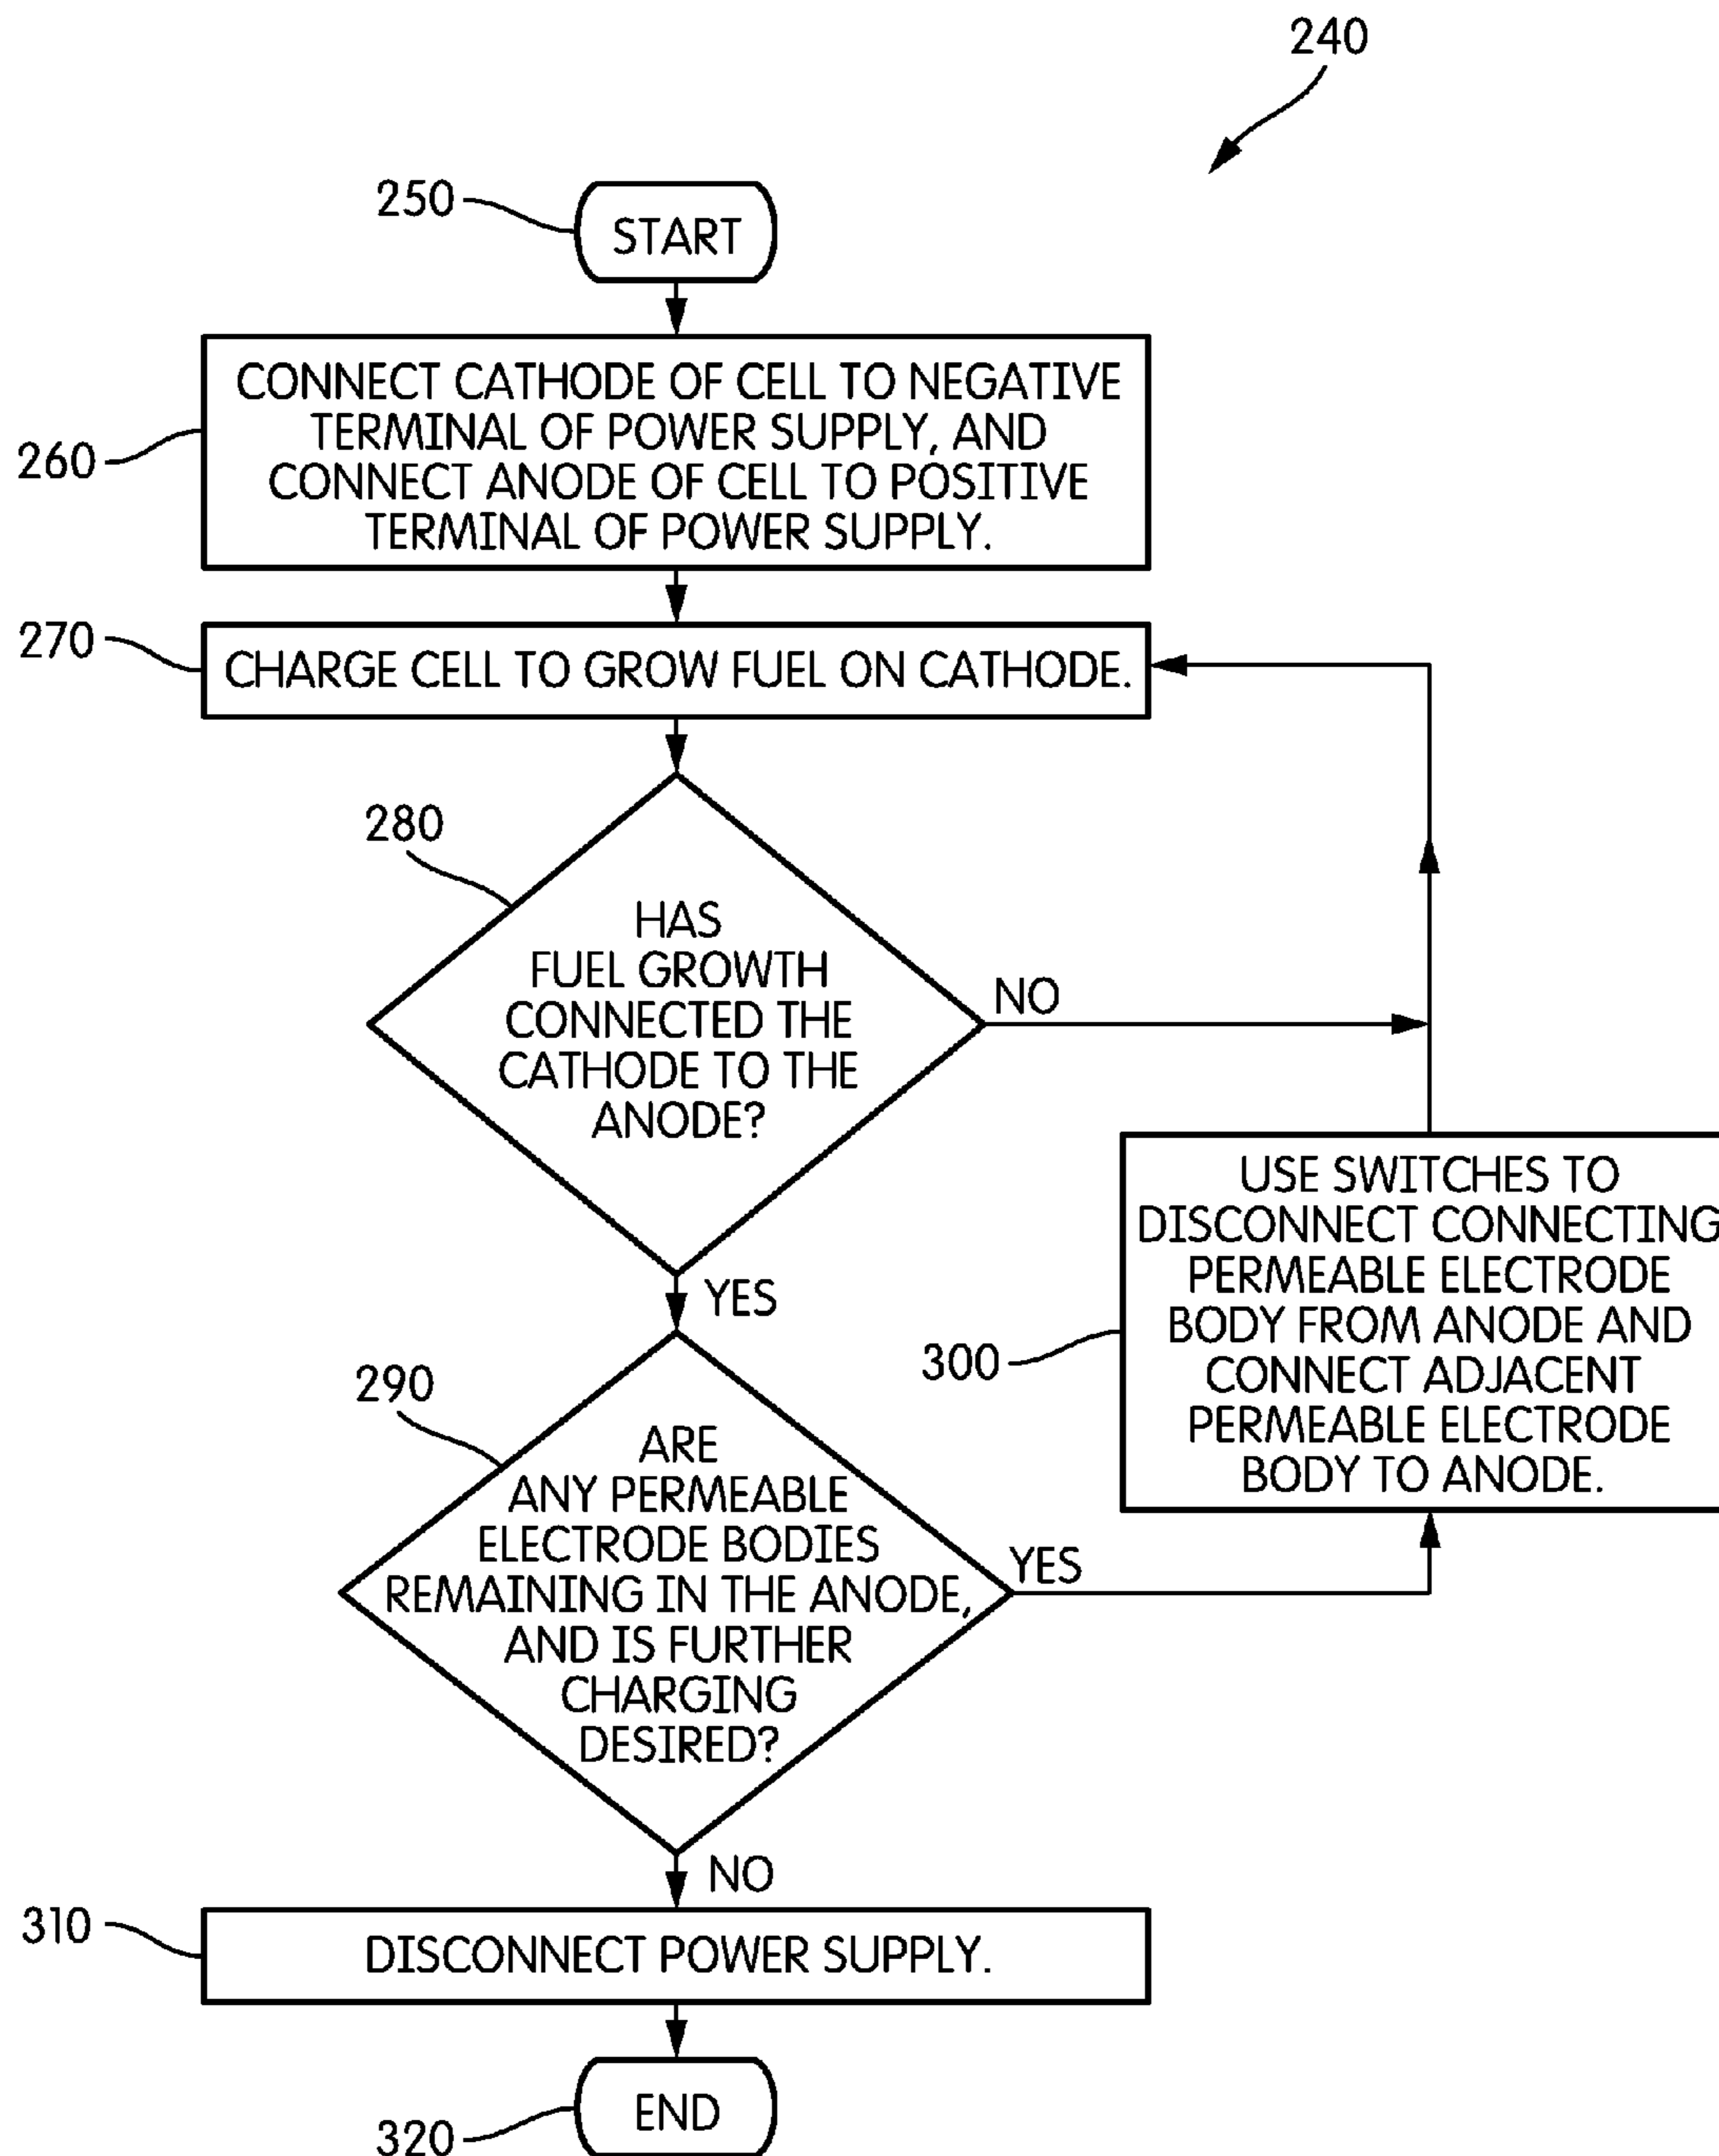 240
250
START
260
CONNECT CATHODE OF CELL TO NEGATIVE
TERMINAL OF POWER SUPPLY, AND
CONNECT ANODE OF CELL TO POSITIVE
TERMINAL OF POWER SUPPLY.
270
CHARGE CELL TO GROW FUEL ON CATHODE.
280
HAS
FUEL GROWTH
CONNECTED THE
CATHODE TO THE
ANODE?
NO
YES
290
ARE
ANY PERMEABLE
ELECTRODE BODIES
REMAINING IN THE ANODE,
AND IS FURTHER
CHARGING
DESIRED?
YES
300
USE SWITCHES TO
DISCONNECT CONNECTING
PERMEABLE ELECTRODE
BODY FROM ANODE AND
CONNECT ADJACENT
PERMEABLE ELECTRODE
BODY TO ANODE.
NO
310
DISCONNECT POWER SUPPLY.
320
END